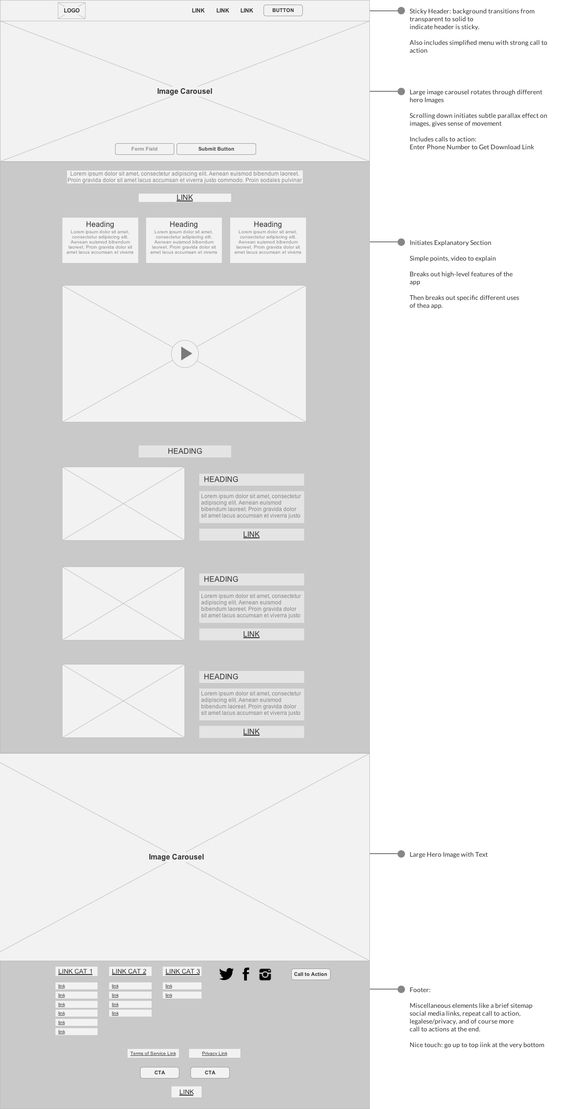 LOGO
LINK LINK LINK BUTTON
Sticky Header: background transitions from
transparent to solid to
indicate header is sticky.
Also includes simplified menu with strong call to
action
Image Carousel
Large image carousel rotates through different
hero Images
Scrolling down initiates subtle parallax effect on
images, gives sense of movement
Includes calls to action:
Enter Phone Number to Get Download Link
Form Field
Submit Button
Lorem ipsum dolor sit amet, consectetur adipiscing elit. Aenean euismod bibendum laoreet.
Proin gravida dolor sit amet lacus accumsan et viverra justo commodo. Proin sodales pulvinar
LINK
Heading
Lorem ipsum dolor sit amet,
consectetur adipiscing elit.
Aenean euismod bibendum
laoreet. Proin gravida dolor sit
amet lacus accumsan et viverra
Heading
Lorem ipsum dolor sit amet,
consectetur adipiscing elit.
Aenean euismod bibendum
laoreet. Proin gravida dolor sit
amet lacus accumsan et viverra
Heading
Lorem ipsum dolor sit amet,
consectetur adipiscing elit.
Aenean euismod bibendum
laoreet. Proin gravida dolor sit
amet lacus accumsan et viverra
Initiates Explanatory Section
Simple points, video to explain
Breaks out high-level features of the
app
Then breaks out specific different uses
of thea app.
HEADING
HEADING
Lorem ipsum dolor sit amet, consectetur
adipiscing elit. Aenean euismod
bibendum laoreet. Proin gravida dolor
sit amet lacus accumsan et viverra justo
LINK
HEADING
Lorem ipsum dolor sit amet, consectetur
adipiscing elit. Aenean euismod
bibendum laoreet. Proin gravida dolor
sit amet lacus accumsan et viverra justo
LINK
HEADING
Lorem ipsum dolor sit amet, consectetur
adipiscing elit. Aenean euismod
bibendum laoreet. Proin gravida dolor
sit amet lacus accumsan et viverra justo
LINK
Image Carousel
Large Hero Image with Text
LINK CAT 1
link
link
link
link
link
link
LINK CAT 2
link
link
link
link
LINK CAT 3
link
link
Call to Action
Footer:
Miscellaneous elements like a brief sitemap
social media links, repeat call to action,
legalese/privacy, and of course more
call to actions at the end.
Nice touch: go up to top link at the very bottom
Terms of Service Link
Privacy Link
CTA
CTA
LINK